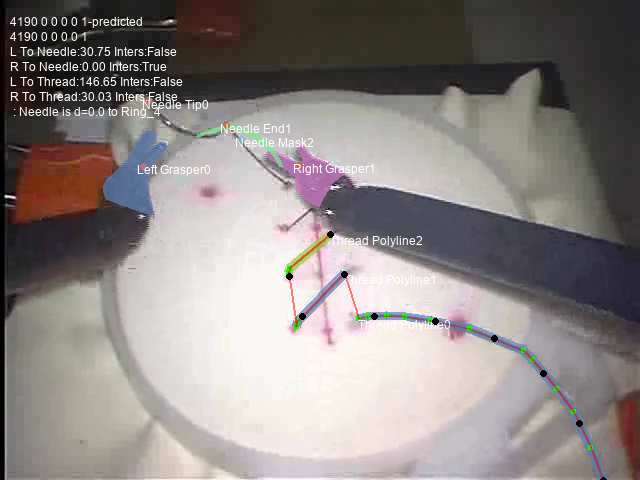 4190 0 0 0 0 1-predicted
4190 0 0 0 0 1
L To Needle:30.75 Inters:False
R To Needle:0.00 Inters:True
L To Thread:146.65 Inters:False
R To Thread:30.03 Inters:False
: Needle is d=0.0 to Ring_4
Needle Tip0
Needle End1
Needle Mask2
Left Grasper0
Right Grasper1
Thread Polyline2
Thread Polyline1
Thread Polyline0